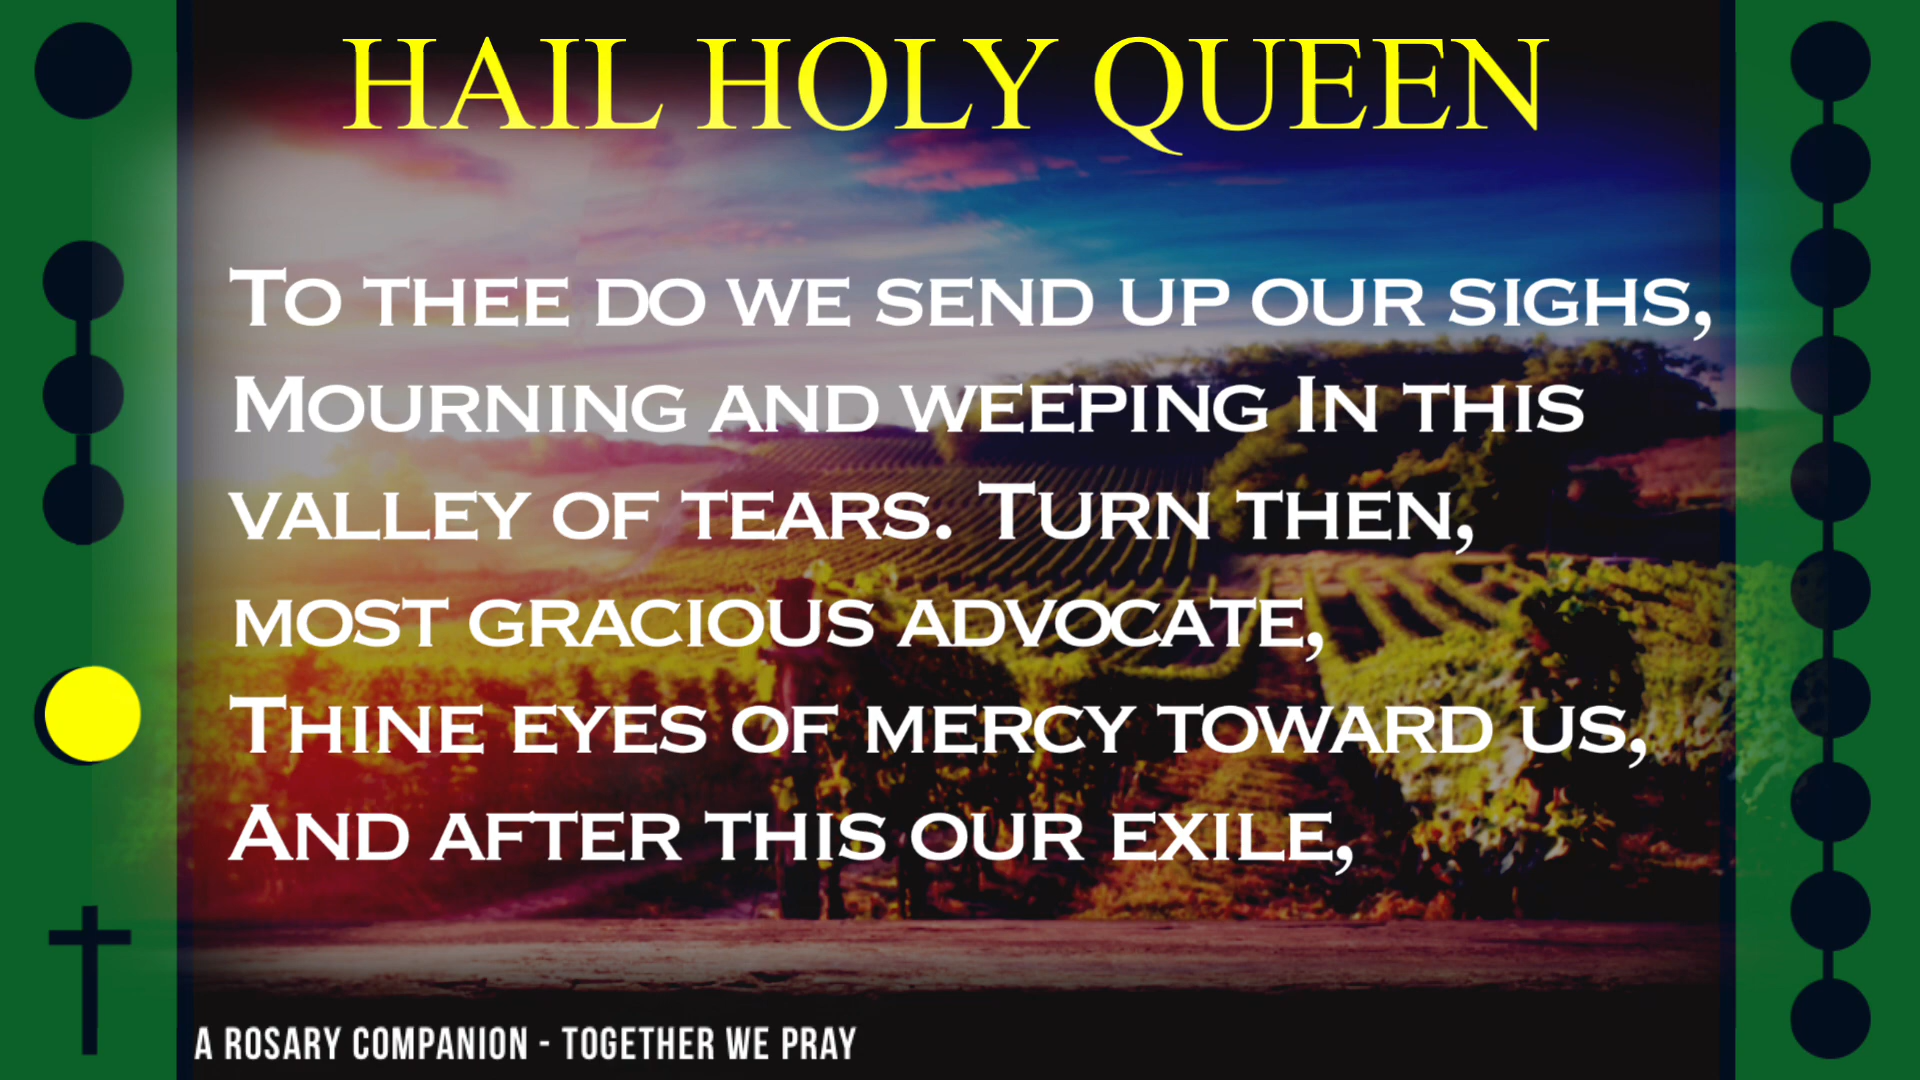 HAIL HOLY QUEEN
To thee do we send up our sighs,
Mourning and weeping In this
valley of tears. Turn then,
most gracious advocate,
Thine eyes of mercy toward us,
And after this our exile,
A ROSARY COMPANION - TOGETHER WE PRAY